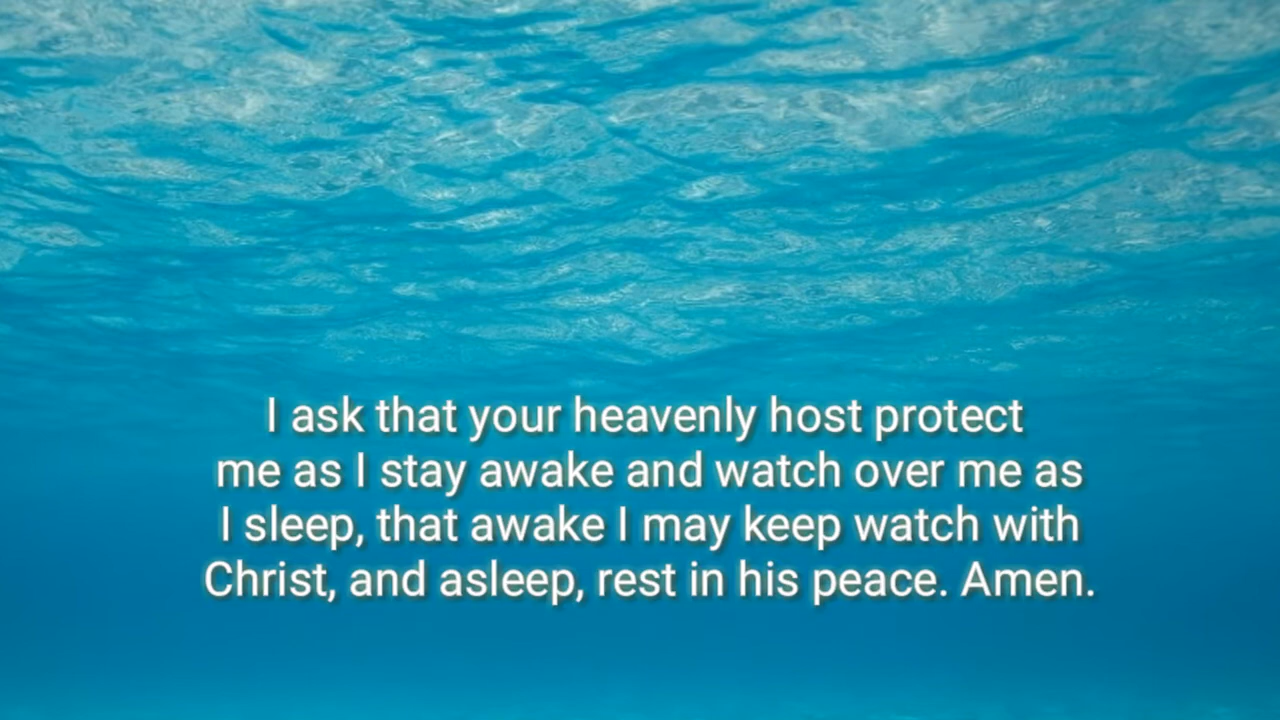 I ask that your heavenly host protect
me as I stay awake and watch over me as
I sleep, that awake I may keep watch with
Christ, and asleep, rest in his peace. Amen.